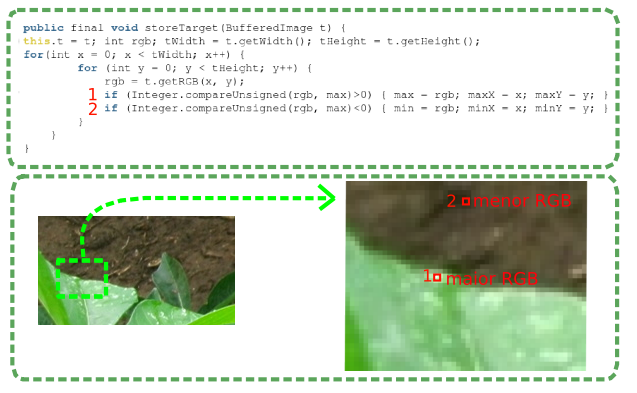 public final void storeTarget(BufferedImage t) {
this.t = t; int rgb; tWidth = t.getWidth(); tHeight = t.getHeight();
for(int x = 0; x < tWidth; x++) {
for (int y = 0; y < tHeight; y++) {
rgb = t.getRGB(x, y);
1 if (Integer.compareUnsigned(rgb, max)>0) { max = rgb; maxX = x; maxY = y; }
2 if (Integer.compareUnsigned(rgb, max)<0) { min = rgb; minX = x; minY = y; }
}
}
}
2 menor RGB
1 maior RGB